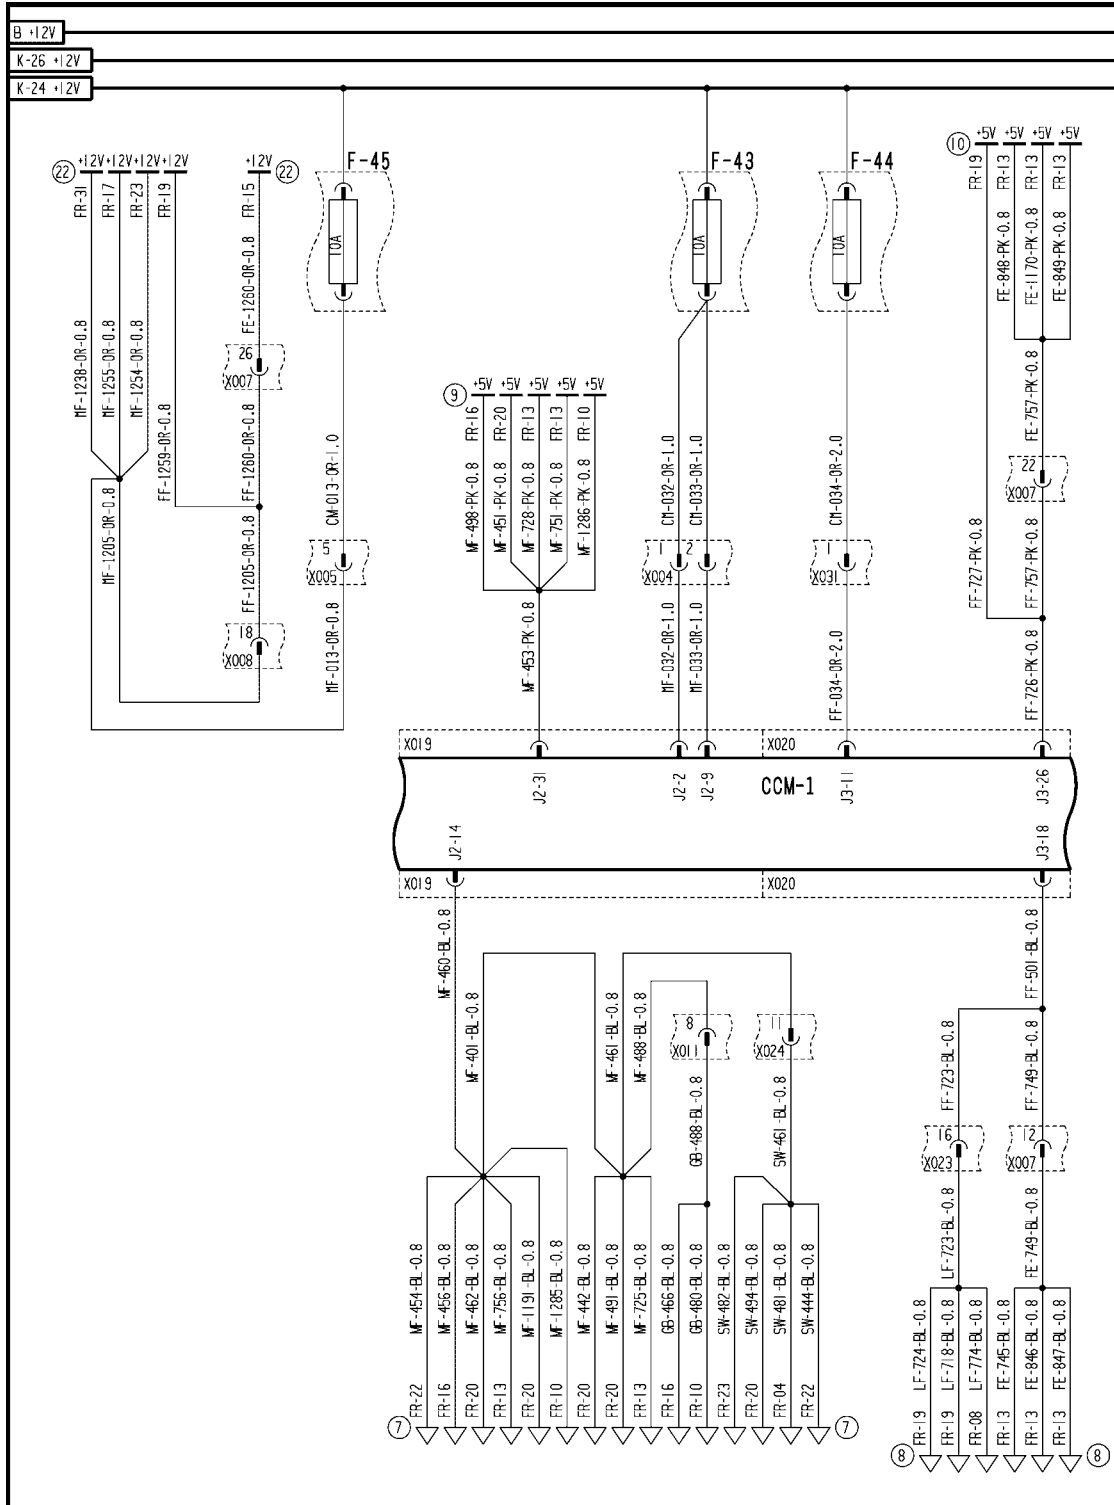 B +12V
K-26 +12V
K-24 +12V
22
+12V
+12V
+12V
+12V
+12V
22
F-45
F-43
F-44
10
+5V
+5V
+5V
+5V
FR-31
FR-17
FR-23
FR-19
FR-15
FR-19
FR-13
FR-13
FR-13
10A
10A
10A
FE-1260-OR-0.8
FE-848-PK-0.8
FE-1170-PK-0.8
FE-849-PK-0.8
MF-1238-OR-0.8
MF-1255-OR-0.8
MF-1254-OR-0.8
26
X007
9
+5V
+5V
+5V
+5V
+5V
FR-16
FR-20
FR-13
FR-13
FR-10
FE-757-PK-0.8
FF-1259-OR-0.8
FF-1260-OR-0.8
CM-013-OR-1.0
MF-498-PK-0.8
MF-451-PK-0.8
MF-728-PK-0.8
MF-751-PK-0.8
MF-1286-PK-0.8
CM-032-OR-1.0
CM-033-OR-1.0
CM-034-OR-2.0
22
X007
MF-1205-OR-0.8
FF-1205-OR-0.8
5
X005
1
2
X004
1
X031
FF-727-PK-0.8
FF-757-PK-0.8
18
X008
MF-013-OR-0.8
MF-453-PK-0.8
MF-032-OR-1.0
MF-033-OR-1.0
FF-034-OR-2.0
FF-726-PK-0.8
X019
X020
J2-31
J2-2
J2-9
CCM-1
J3-11
J3-26
J2-14
J3-18
X019
X020
MF-460-BL-0.8
FF-501-BL-0.8
MF-401-BL-0.8
MF-461-BL-0.8
MF-488-BL-0.8
8
X011
11
X024
FF-723-BL-0.8
FF-749-BL-0.8
GB-488-BL-0.8
SW-461-BL-0.8
16
X023
12
X007
LF-723-BL-0.8
FE-749-BL-0.8
MF-454-BL-0.8
MF-456-BL-0.8
MF-462-BL-0.8
MF-756-BL-0.8
MF-1191-BL-0.8
MF-1285-BL-0.8
MF-442-BL-0.8
MF-491-BL-0.8
MF-725-BL-0.8
GB-466-BL-0.8
GB-480-BL-0.8
SW-482-BL-0.8
SW-494-BL-0.8
SW-481-BL-0.8
SW-444-BL-0.8
LF-724-BL-0.8
LF-718-BL-0.8
LF-774-BL-0.8
FE-745-BL-0.8
FE-846-BL-0.8
FE-847-BL-0.8
7
FR-22
FR-16
FR-20
FR-13
FR-20
FR-10
FR-20
FR-20
FR-13
FR-16
FR-10
FR-23
FR-20
FR-04
FR-22
7
8
FR-19
FR-19
FR-08
FR-13
FR-13
FR-13
8